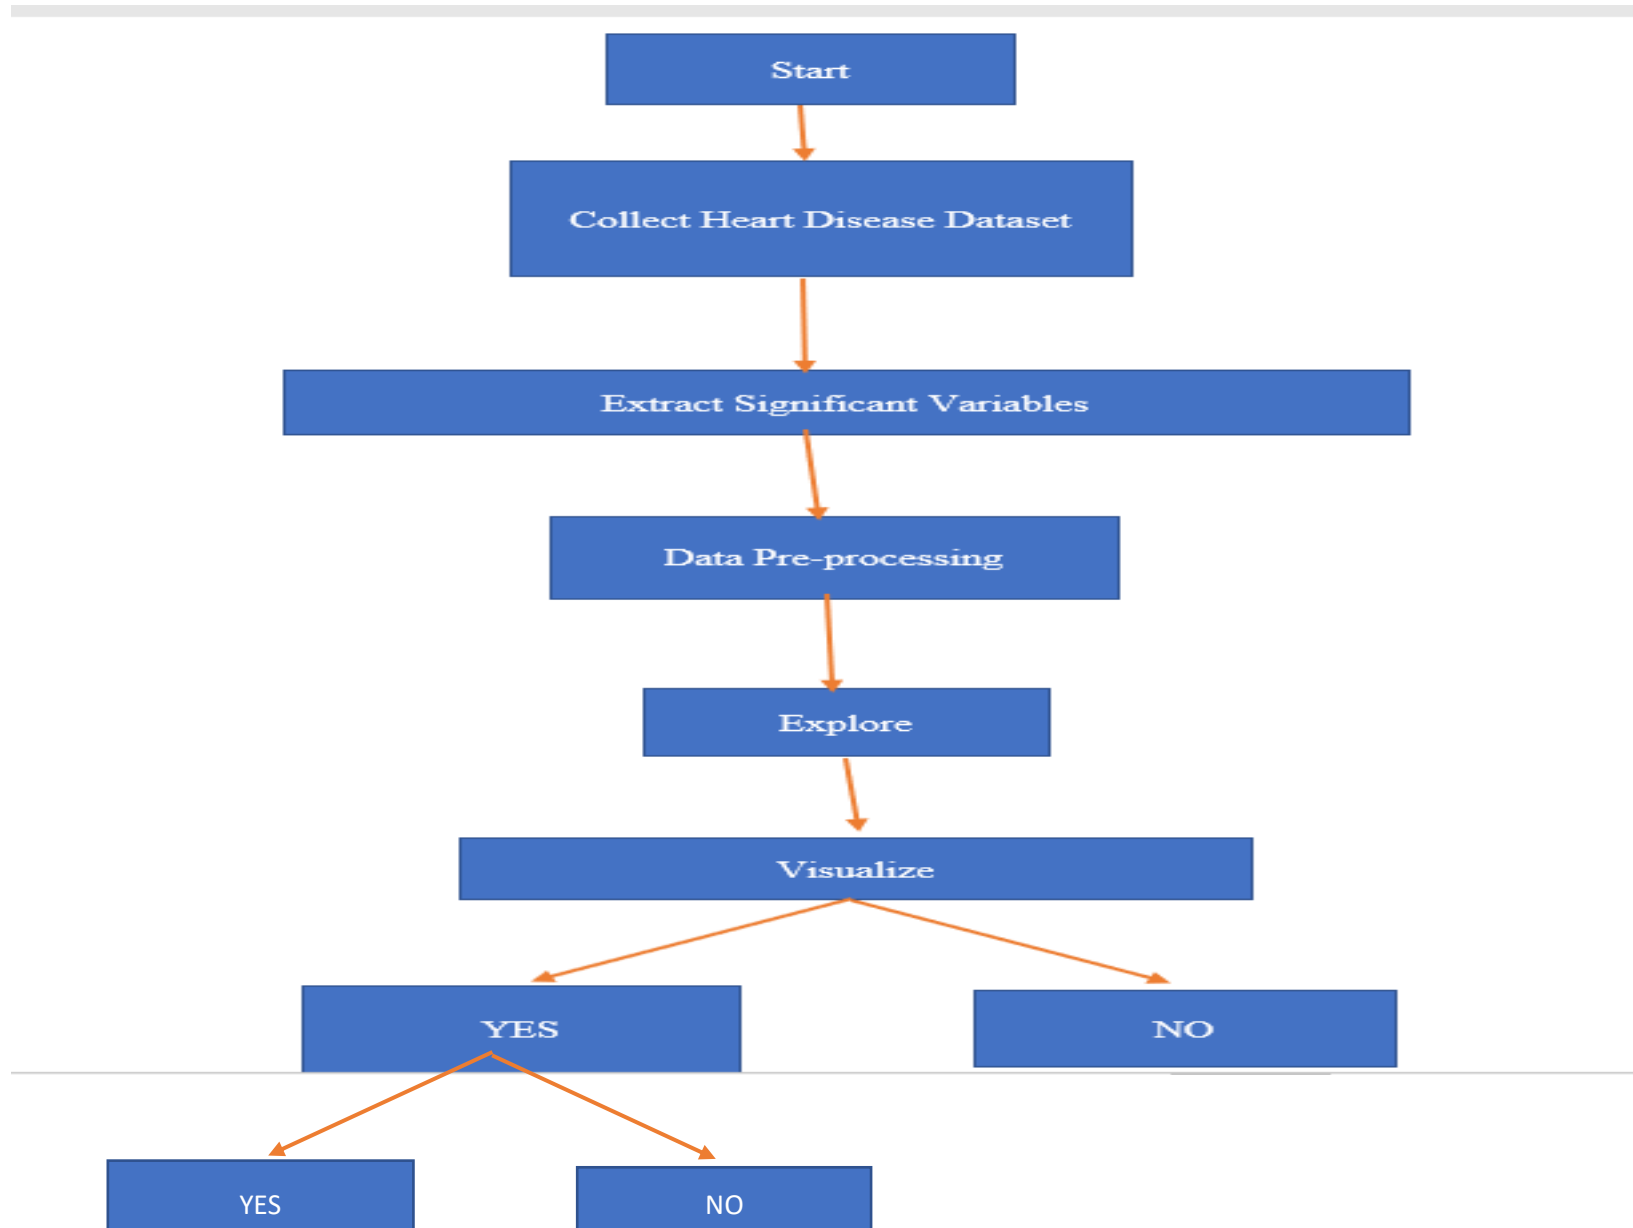 Start
Collect Heart Disease Dataset
Extract Significant Variables
Data Pre-processing
Explore
Visualize
YES
NO
YES
NO